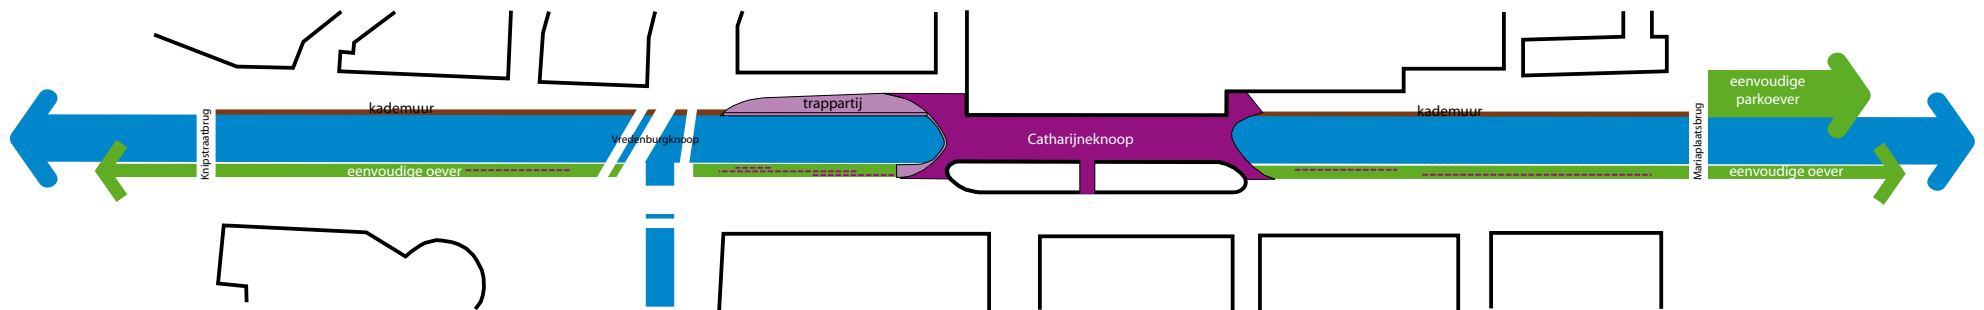 Knipstraatbrug
kademuur
eenvoudige oever
Vredenburgknoop
trappartij
Catharijneknoop
kademuur
Mariaplaatsbrug
eenvoudige
parkoever
eenvoudige oever